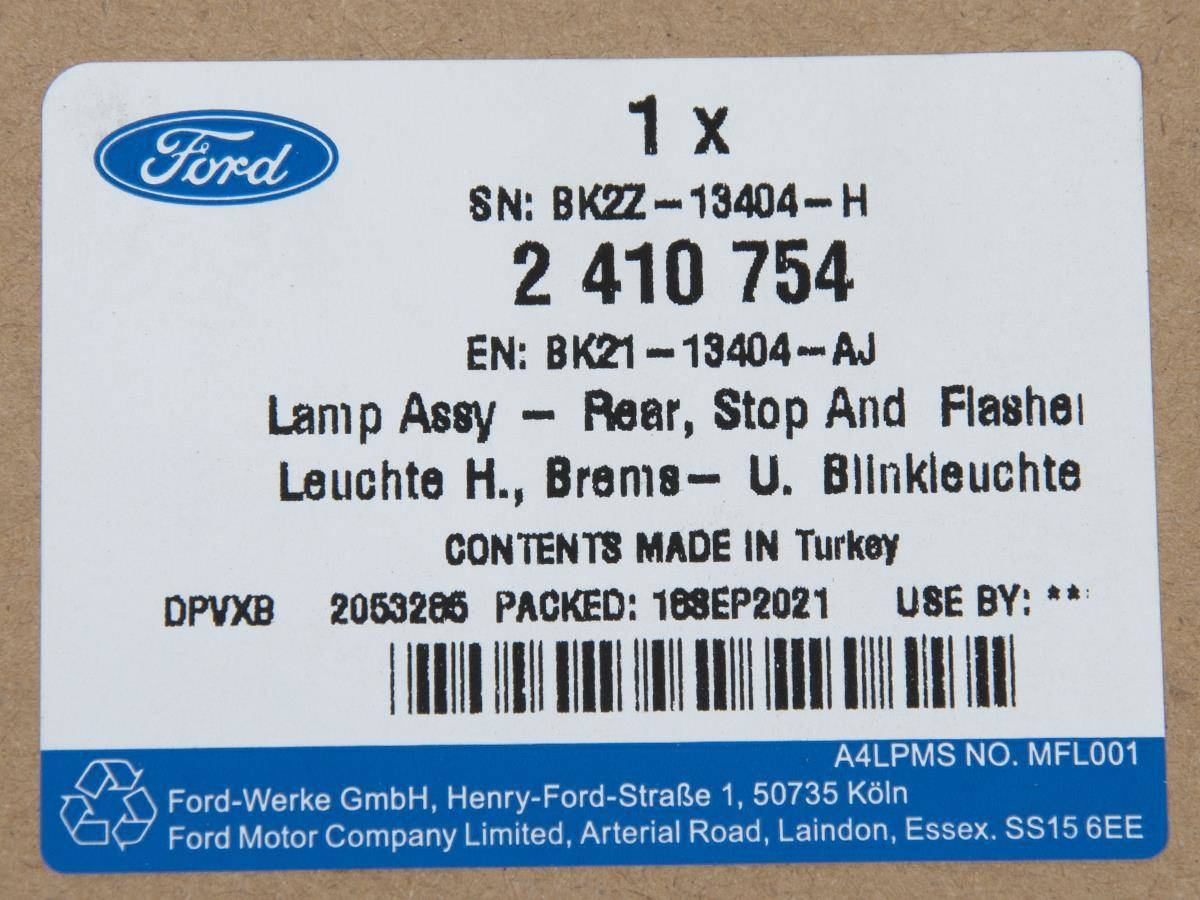 Ford
1 x
SN: BK2Z-13404-H
2 410 754
EN: BK21-13404-AJ
Lamp Assy - Rear, Stop And Flasher
Leuchte H., Brems- U. Blinkleuchte
CONTENTS MADE IN Turkey
DPVXB 2053285 PACKED: 16SEP2021 USE BY: **
A4LPMS NO. MFL001
Ford-Werke GmbH, Henry-Ford-Straße 1, 50735 Köln
Ford Motor Company Limited, Arterial Road, Laindon, Essex. SS15 6EE